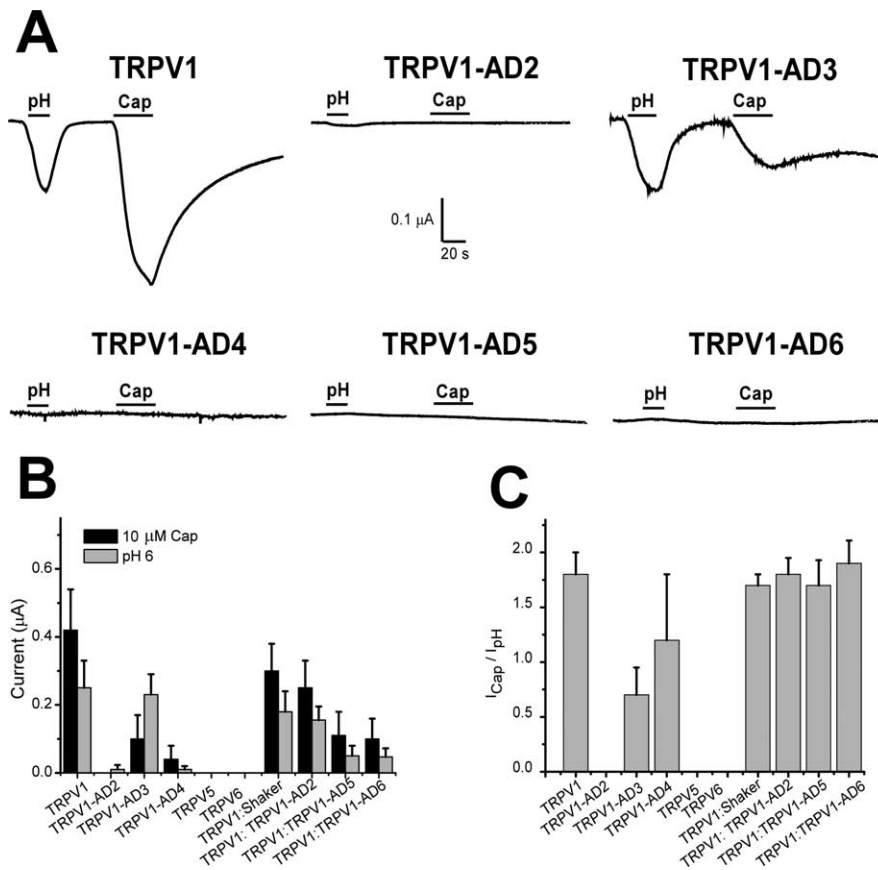 A
TRPV1
TRPV1-AD2
TRPV1-AD3
pH
Cap
pH
Cap
pH
Cap
0.1 µA
20 s
TRPV1-AD4
TRPV1-AD5
TRPV1-AD6
pH
Cap
pH
Cap
pH
Cap
B
10 µM Cap
pH 6
Current (µA)
0.6
0.4
0.2
0.0
TRPV1
TRPV1-AD2
TRPV1-AD3
TRPV1-AD4
TRPV5
TRPV6
TRPV1:Shaker
TRPV1: TRPV1-AD2
TRPV1:TRPV1-AD5
TRPV1:TRPV1-AD6
C
I Cap / I pH
2.0
1.5
1.0
0.5
0.0
TRPV1
TRPV1-AD2
TRPV1-AD3
TRPV1-AD4
TRPV5
TRPV6
TRPV1:Shaker
TRPV1: TRPV1-AD2
TRPV1:TRPV1-AD5
TRPV1:TRPV1-AD6